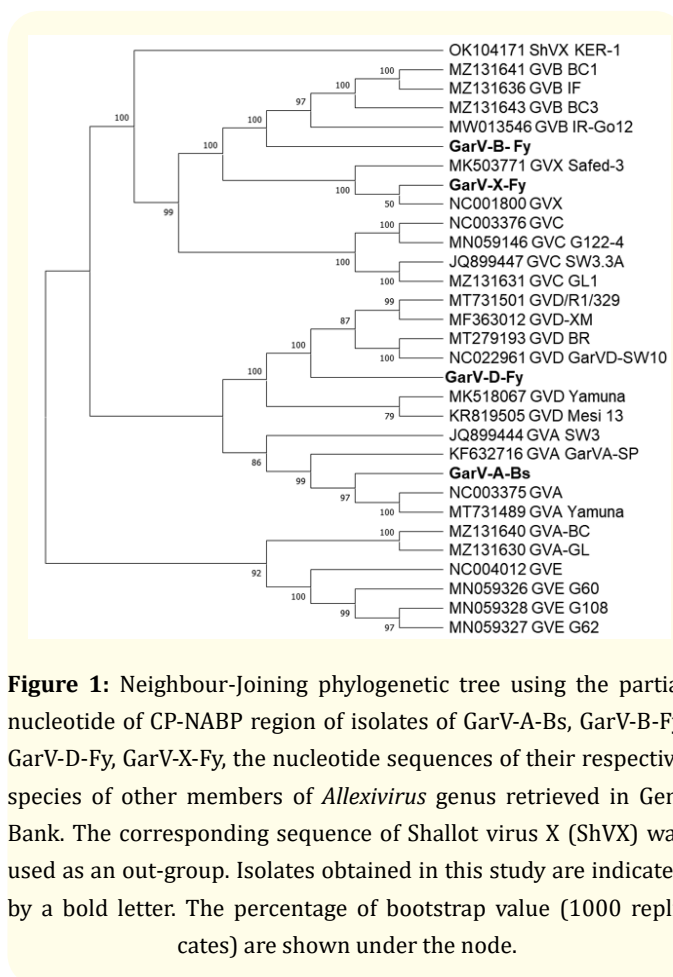 OK104171 ShVX KER-1
MZ131641 GVB BC1
100
MZ131636 GVB IF
100
MZ131643 GVB BC3
97
MW013546 GVB IR-Go12
100
GarV-B- Fy
100
MK503771 GVX Safed-3
100
GarV-X-Fy
50
NC001800 GVX
100
99
NC003376 GVC
100
MN059146 GVC G122-4
100
JQ899447 GVC SW3.3A
MZ131631 GVC GL1
100
MT731501 GVD/R1/329
99
MF363012 GVD-XM
87
MT279193 GVD BR
NC022961 GVD GarVD-SW10
100
100
GarV-D-Fy
100
MK518067 GVD Yamuna
KR819505 GVD Mesi 13
79
JQ899444 GVA SW3
86
KF632716 GVA GarVA-SP
99
GarV-A-Bs
97
NC003375 GVA
MT731489 GVA Yamuna
100
MZ131640 GVA-BC
100
MZ131630 GVA-GL
92
NC004012 GVE
100
MN059326 GVE G60
99
MN059328 GVE G108
MN059327 GVE G62
97
Figure 1: Neighbour-Joining phylogenetic tree using the partia
nucleotide of CP-NABP region of isolates of GarV-A-Bs, GarV-B-F
GarV-D-Fy, GarV-X-Fy, the nucleotide sequences of their respectiv
species of other members of Allexivirus genus retrieved in Gen
Bank. The corresponding sequence of Shallot virus X (ShVX) wa
used as an out-group. Isolates obtained in this study are indicate
by a bold letter. The percentage of bootstrap value (1000 repl
cates) are shown under the node.